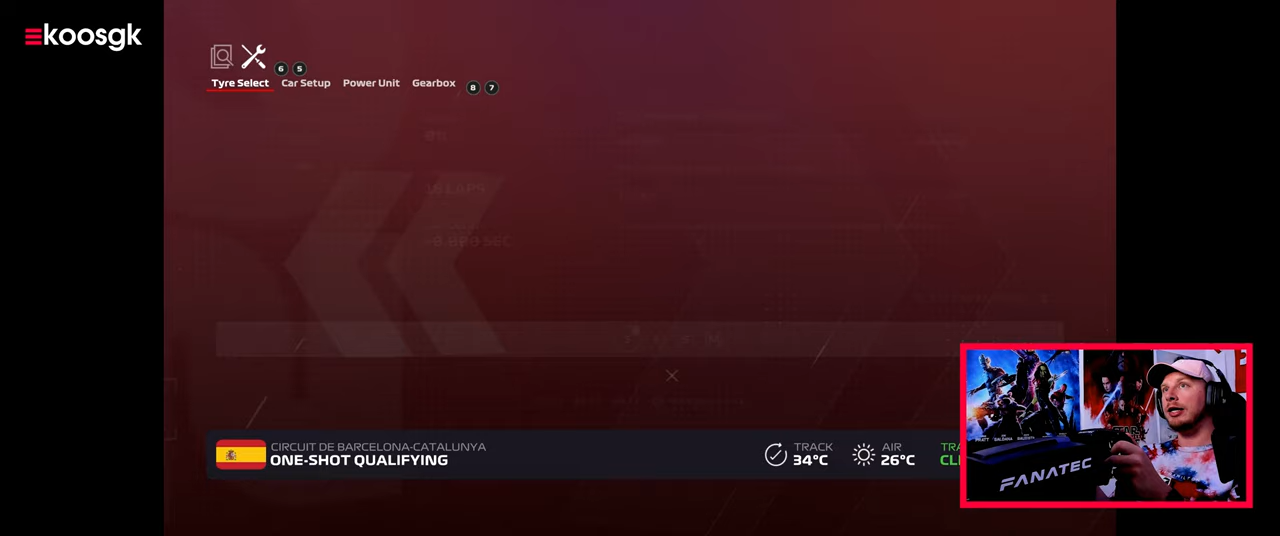 koosgk
6 5
Tyre Select Car Setup Power Unit Gearbox 8 7
CIRCUIT DE BARCELONA-CATALUNYA
ONE-SHOT QUALIFYING
TRACK
34°C
AIR
26°C
FANATEC